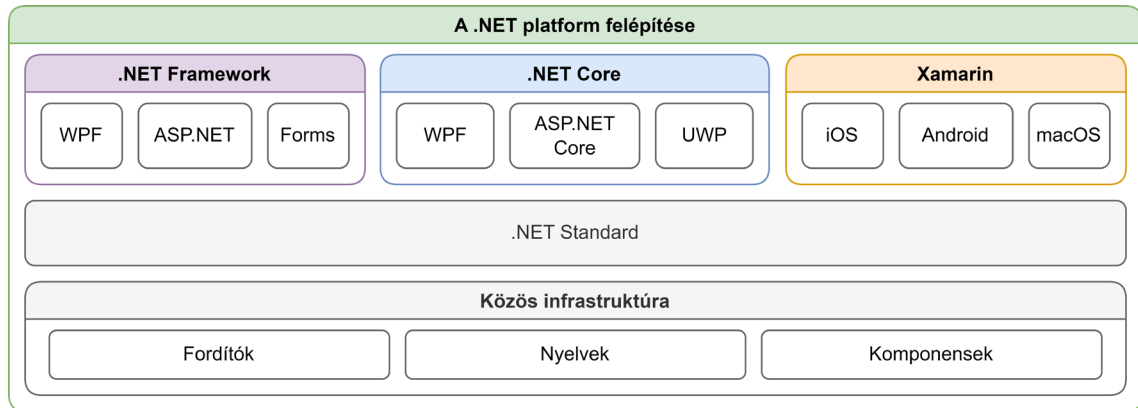 A .NET platform felépítése
.NET Framework
.NET Core
Xamarin
WPF
ASP.NET
Forms
WPF
ASP.NET
Core
UWP
iOS
Android
macOS
.NET Standard
Közös infrastruktúra
Fordítók
Nyelvek
Komponensek